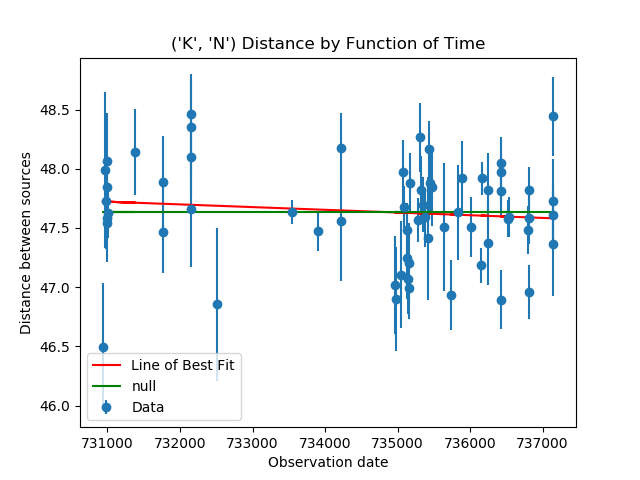 ('K', 'N') Distance by Function of Time
Distance between sources
48.5
48.0
47.5
47.0
46.5
46.0
Line of Best Fit
null
Data
731000 732000 733000 734000 735000 736000 737000
Observation date